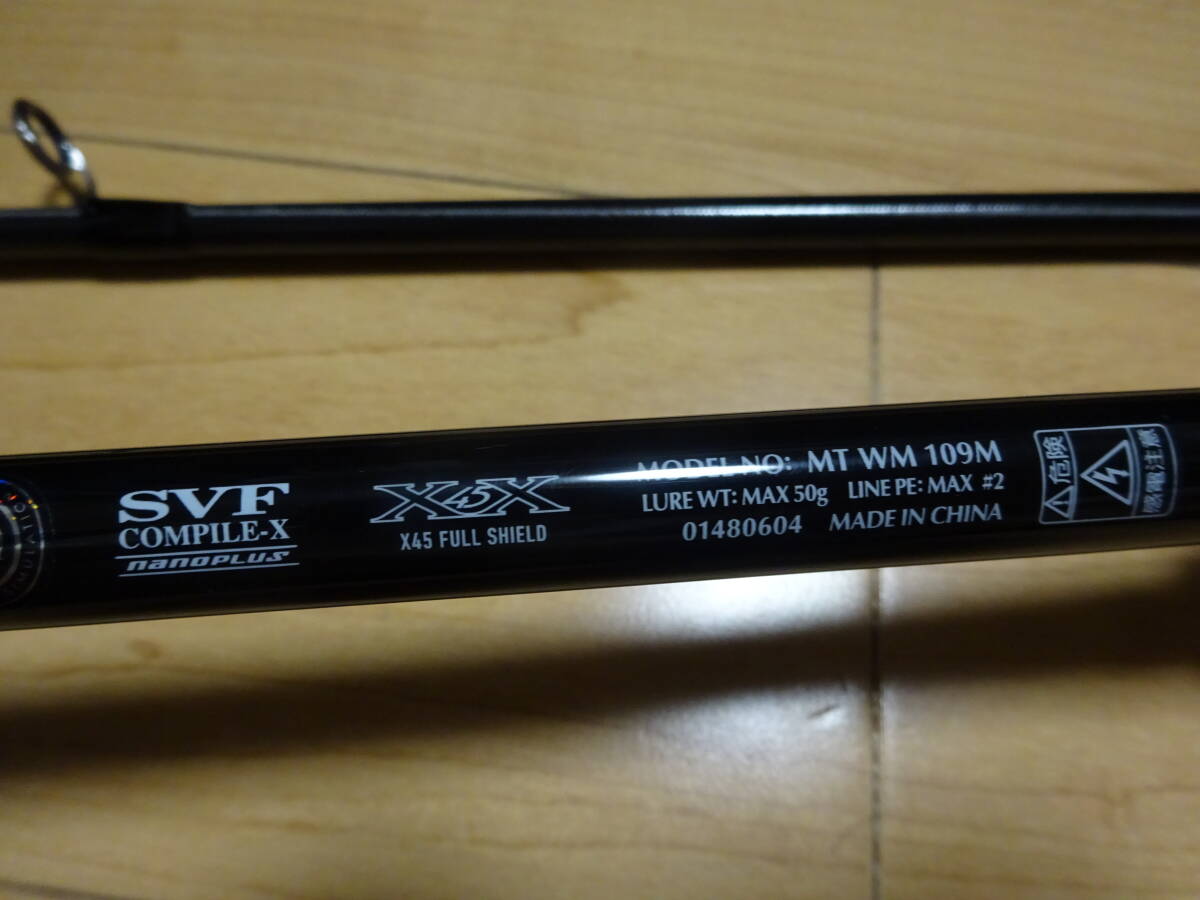 SVF
COMPILE-X
nanoplus
X45X
X45 FULL SHIELD
MODEL NO: MT WM 109M
LURE WT: MAX 50g LINE PE: MAX #2
01480604 MADE IN CHINA
危険
感電注意